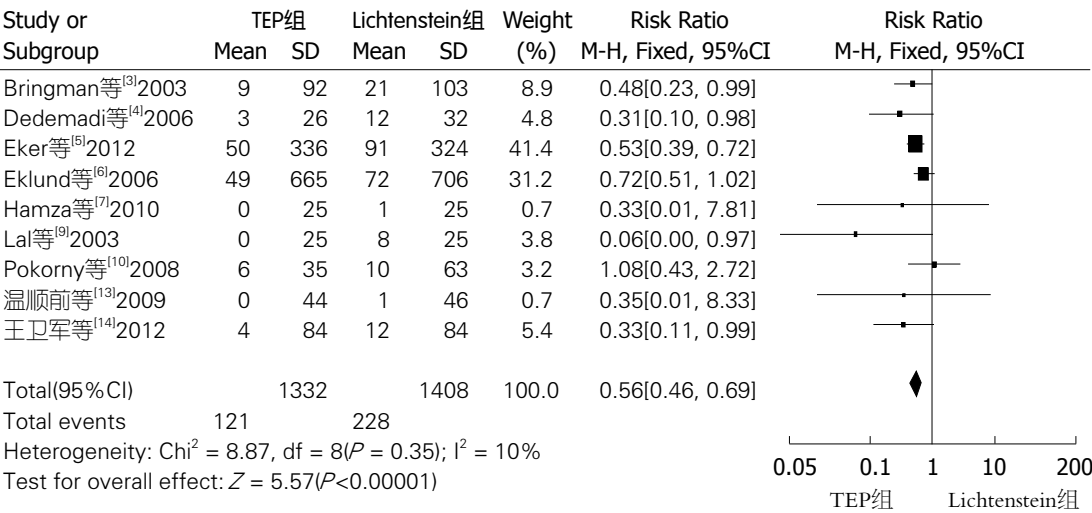 Study or TEP组 Lichtenstein组 Weight Risk Ratio Risk Ratio
Subgroup Mean SD Mean SD (%) M-H, Fixed, 95%CI M-H, Fixed, 95%CI
Bringman等[3]2003 9 92 21 103 8.9 0.48[0.23, 0.99]
Dedemadi等[4]2006 3 26 12 32 4.8 0.31[0.10, 0.98]
Eker等[5]2012 50 336 91 324 41.4 0.53[0.39, 0.72]
Eklund等[6]2006 49 665 72 706 31.2 0.72[0.51, 1.02]
Hamza等[7]2010 0 25 1 25 0.7 0.33[0.01, 7.81]
Lal等[9]2003 0 25 8 25 3.8 0.06[0.00, 0.97]
Pokorny等[10]2008 6 35 10 63 3.2 1.08[0.43, 2.72]
温顺前等[13]2009 0 44 1 46 0.7 0.35[0.01, 8.33]
王卫军等[14]2012 4 84 12 84 5.4 0.33[0.11, 0.99]
Total(95%CI) 1332 1408 100.0 0.56[0.46, 0.69]
Total events 121 228
Heterogeneity: Chi² = 8.87, df = 8(P = 0.35); I² = 10%
Test for overall effect: Z = 5.57(P<0.00001)
0.05 0.1 1 10 200
TEP组 Lichtenstein组